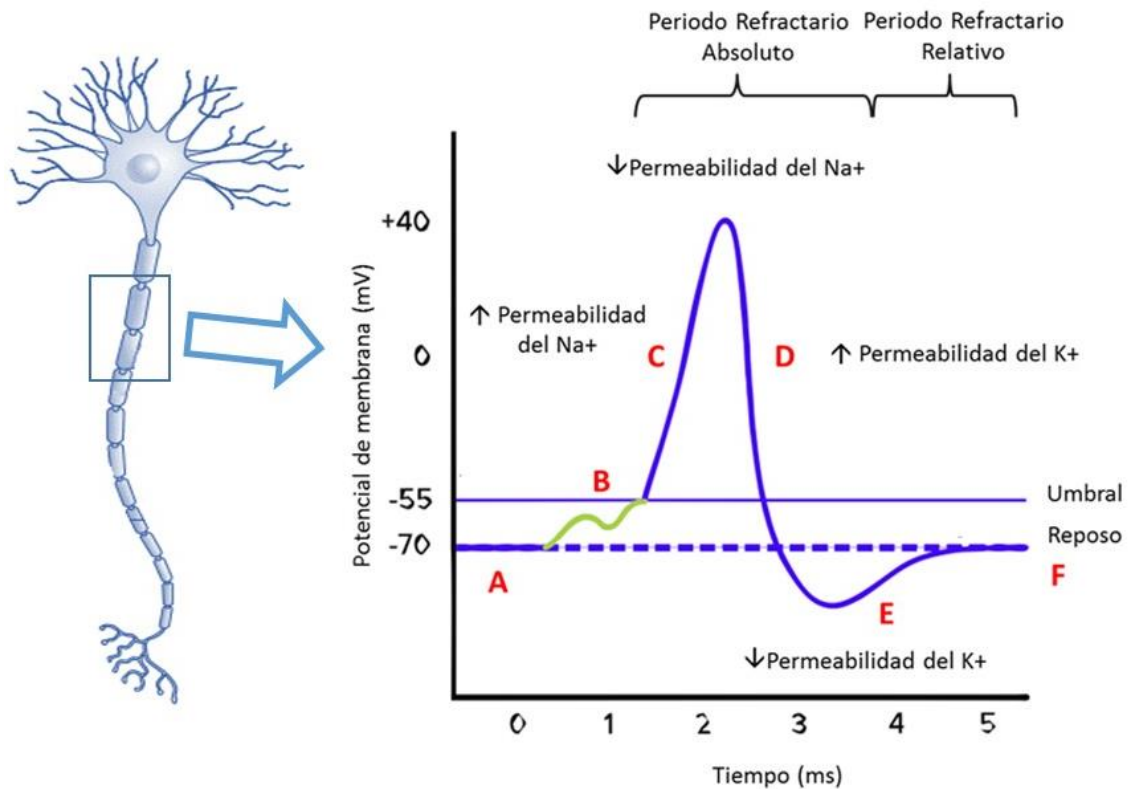 Periodo Refractario
Absoluto
Periodo Refractario
Relativo
↓Permeabilidad del Na+
+40
↑ Permeabilidad
del Na+
Potencial de membrana (mV)
0
C
D
↑ Permeabilidad del K+
B
-55
Umbral
Reposo
-70
A
F
E
↓Permeabilidad del K+
0 1 2 3 4 5
Tiempo (ms)